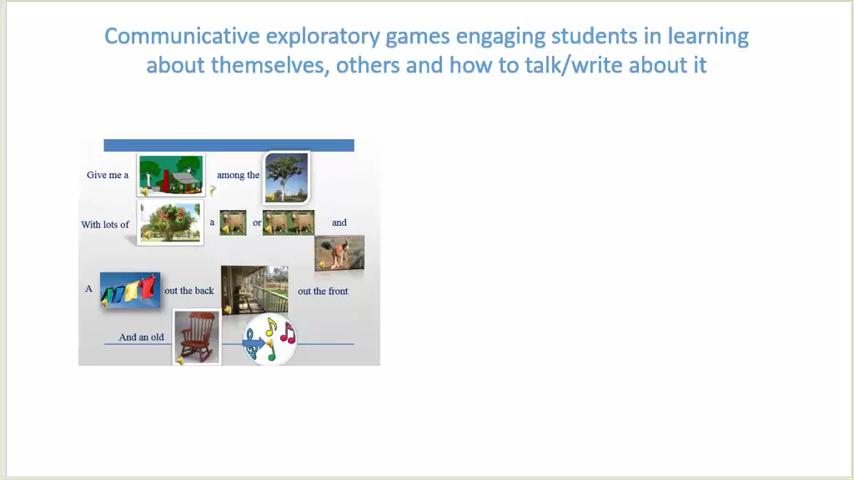 Communicative exploratory games engaging students in learning
about themselves, others and how to talk/write about it
Give me a among the
With lots of a or and
A out the back out the front
And an old